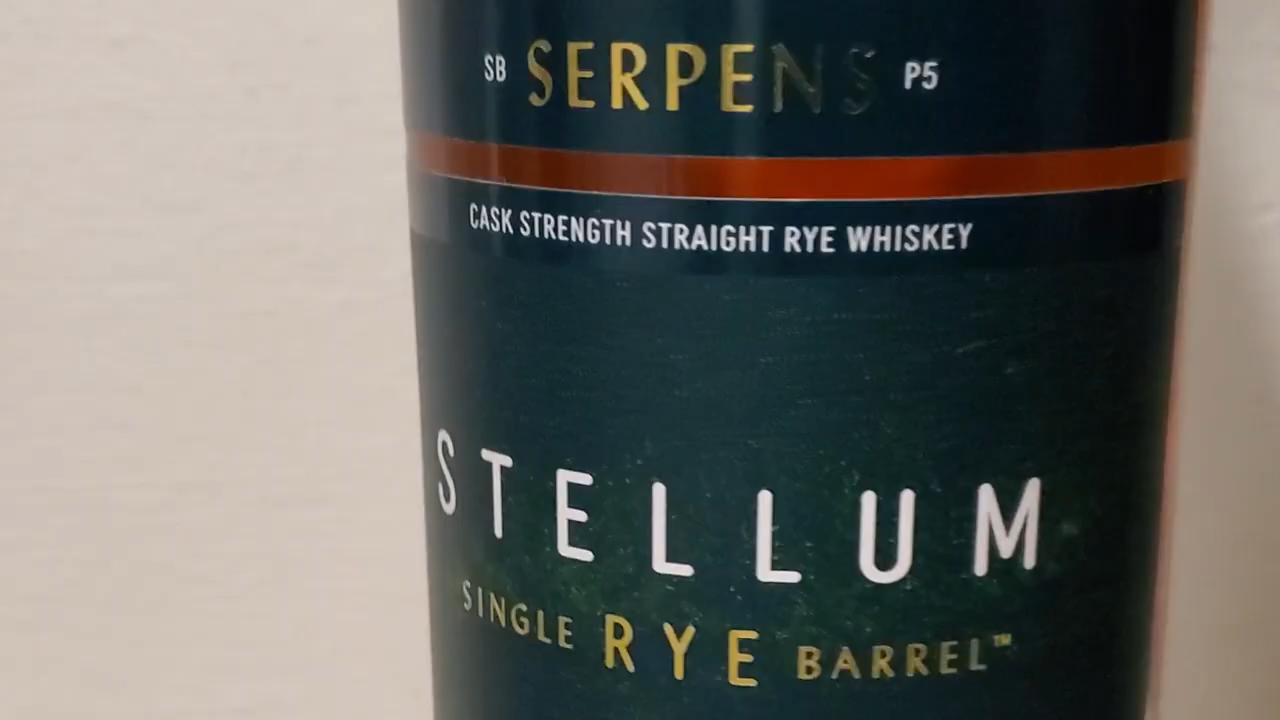 SB SERPENS P5
CASK STRENGTH STRAIGHT RYE WHISKEY
STELLUM
SINGLE RYE BARREL™